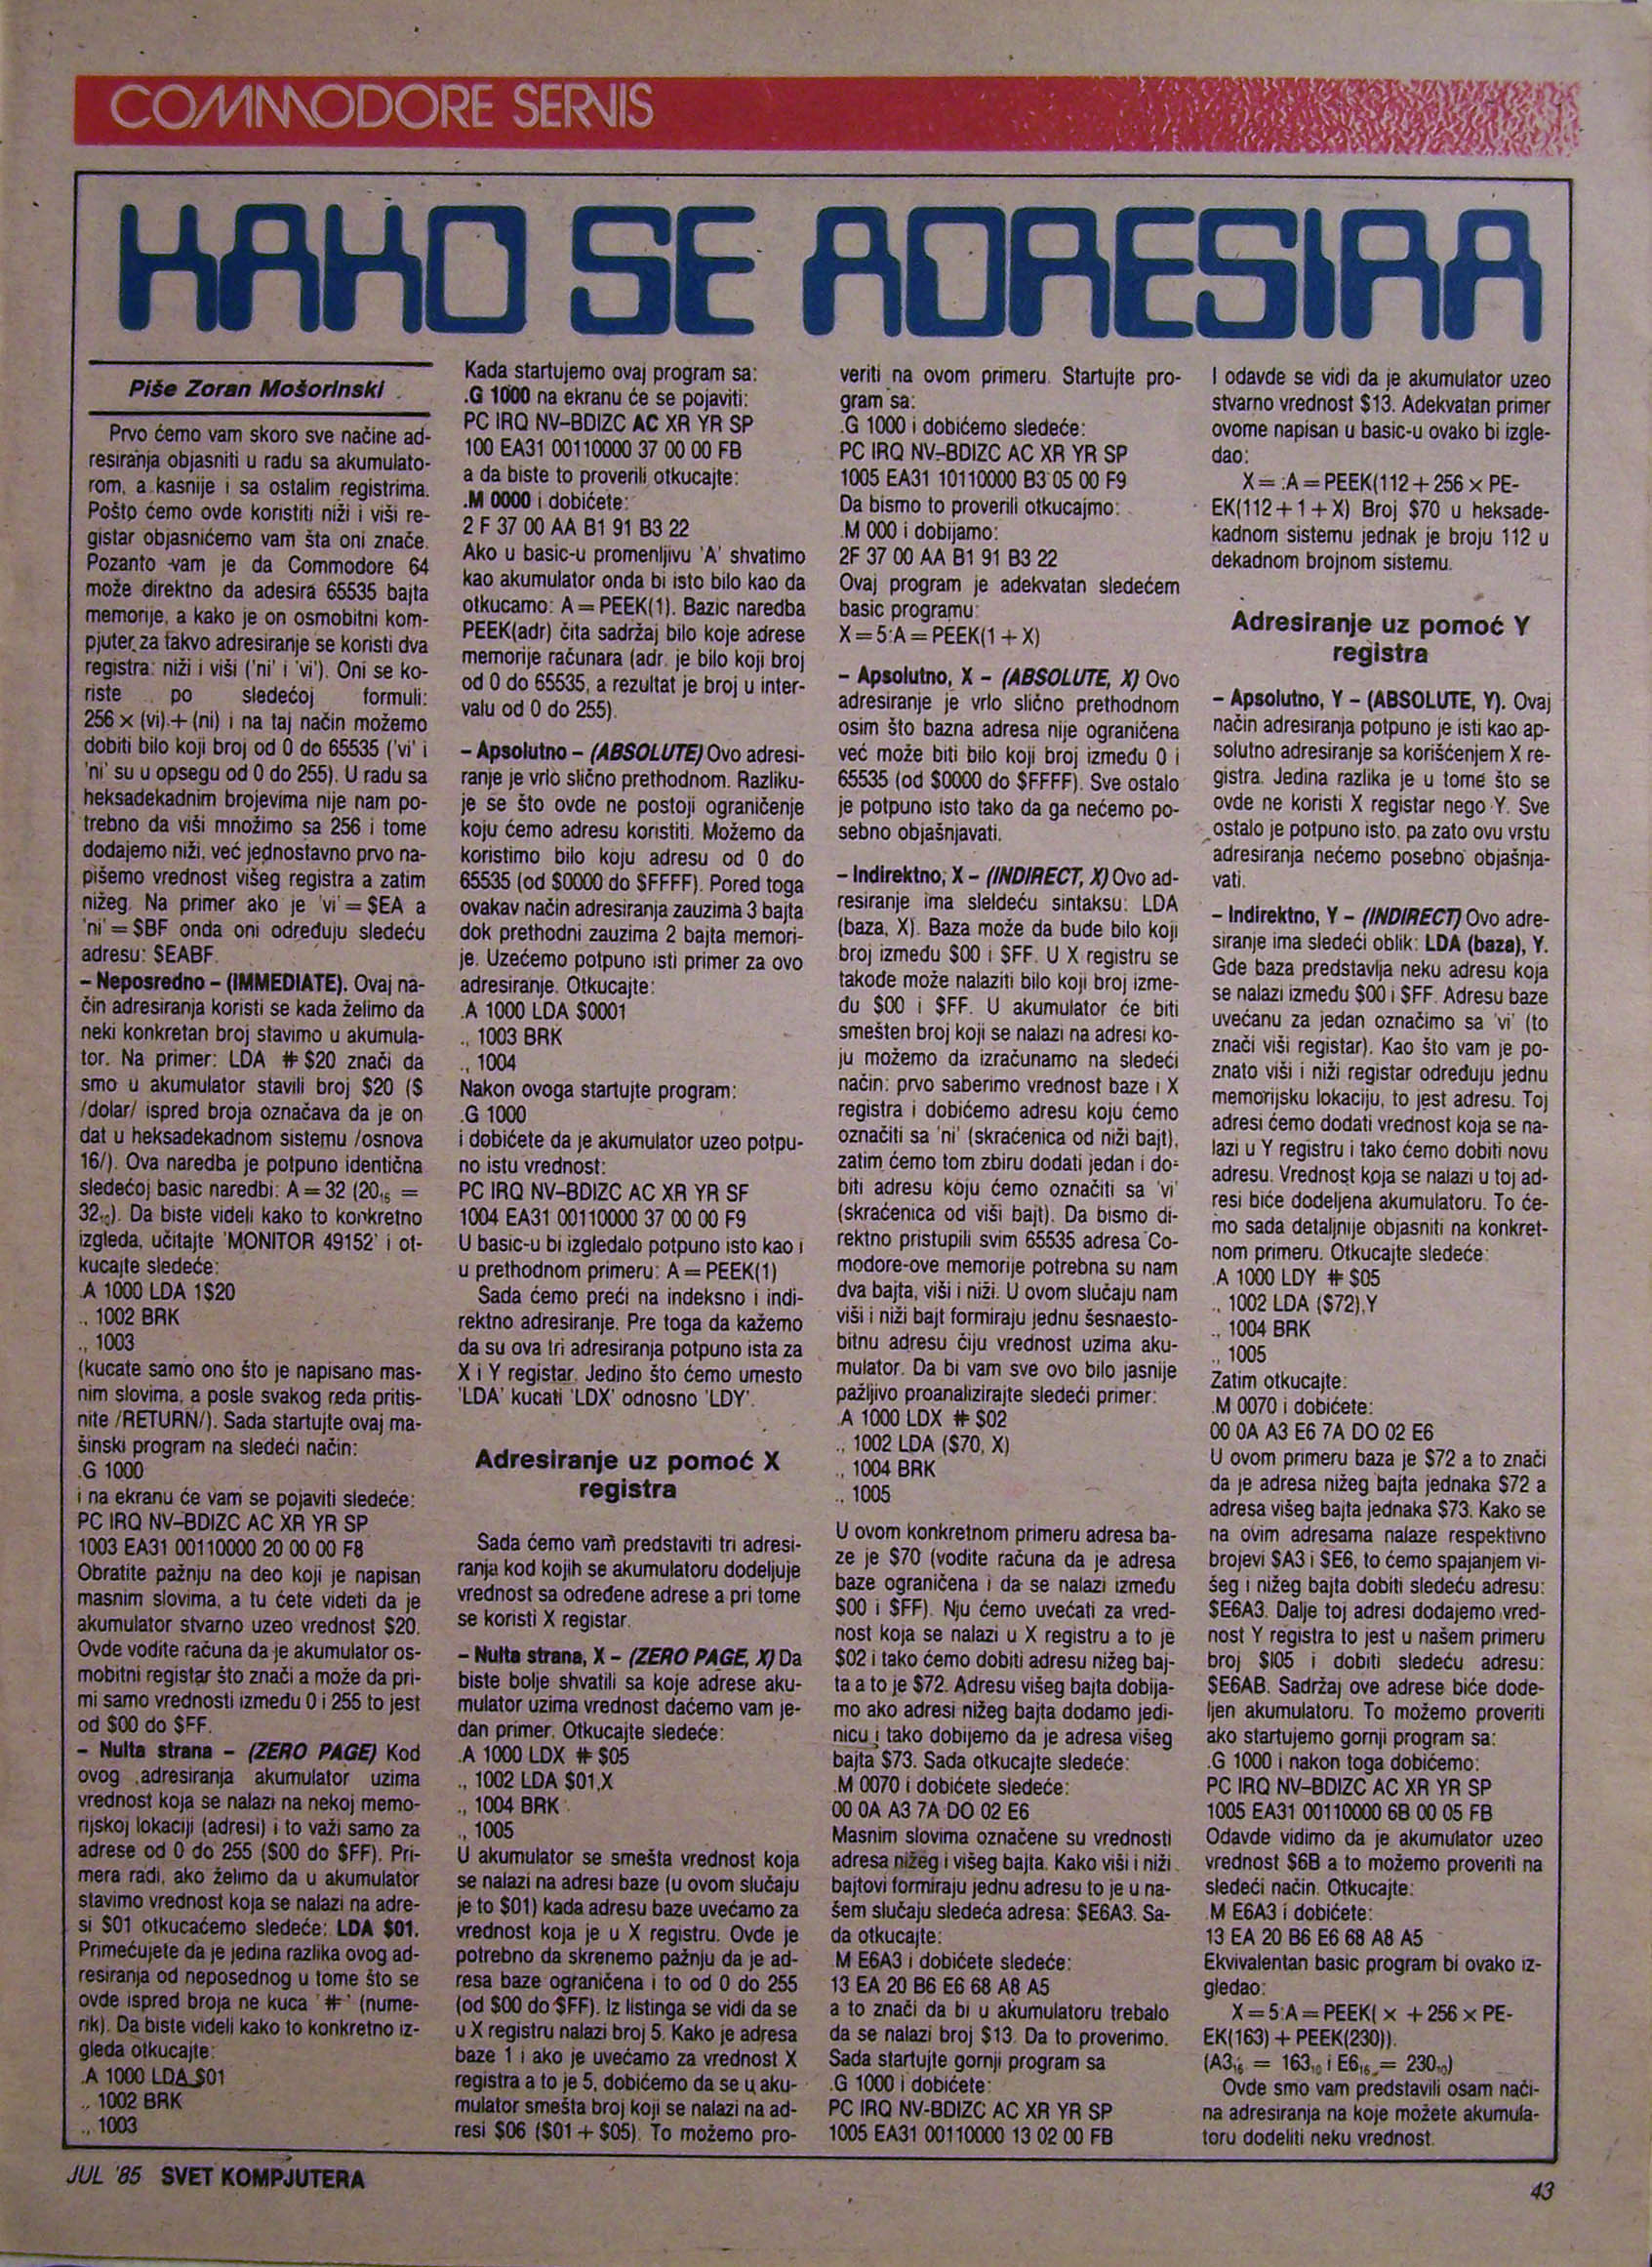 COMMODORE SERVIS
KAKO SE ADRESIRA
Piše Zoran Mošorinski
Prvo ćemo vam skoro sve načine ad-
resiranja objasniti u radu sa akumulato-
rom, a kasnije i sa ostalim registrima.
Pošto ćemo ovde koristiti niži i viši re-
gistar objasnićemo vam šta oni znače.
Pozanto vam je da Commodore 64
može direktno da adesira 65535 bajta
memorije, a kako je on osmobitni kom-
pjuter za takvo adresiranje se koristi dva
registra: niži i viši ('ni' i 'vi'). Oni se ko-
riste po sledećoj formuli:
256 × (vi) + (ni) i na taj način možemo
dobiti bilo koji broj od 0 do 65535 ('vi' i
'ni' su u opsegu od 0 do 255). U radu sa
heksadekadnim brojevima nije nam po-
trebno da viši množimo sa 256 i tome
dodajemo niži, već jednostavno prvo na-
pišemo vrednost višeg registra a zatim
nižeg. Na primer ako je 'vi' = $EA a
'ni' = $BF onda oni određuju sledeću
adresu: $EABF.
– Neposredno – (IMMEDIATE). Ovaj na-
čin adresiranja koristi se kada želimo da
neki konkretan broj stavimo u akumula-
tor. Na primer: LDA # $20 znači da
smo u akumulator stavili broj $20 ($
/dolar/ ispred broja označava da je on
dat u heksadekadnom sistemu /osnova
16/). Ova naredba je potpuno identična
sledećoj basic naredbi: A = 32 (20₁₆ =
32₁₀). Da biste videli kako to konkretno
izgleda, učitajte 'MONITOR 49152' i ot-
kucajte sledeće:
.A 1000 LDA 1$20
., 1002 BRK
., 1003
(kucate samo ono što je napisano mas-
nim slovima, a posle svakog reda pritis-
nite /RETURN/). Sada startujte ovaj ma-
šinski program na sledeći način:
.G 1000
i na ekranu će vam se pojaviti sledeće:
PC IRQ NV–BDIZC AC XR YR SP
1003 EA31 00110000 20 00 00 F8
Obratite pažnju na deo koji je napisan
masnim slovima, a tu ćete videti da je
akumulator stvarno uzeo vrednost $20.
Ovde vodite računa da je akumulator os-
mobitni registar što znači a može da pri-
mi samo vrednosti između 0 i 255 to jest
od $00 do $FF.
– Nulta strana – (ZERO PAGE) Kod
ovog adresiranja akumulator uzima
vrednost koja se nalazi na nekoj memo-
rijskoj lokaciji (adresi) i to važi samo za
adrese od 0 do 255 ($00 do $FF). Pri-
mera radi, ako želimo da u akumulator
stavimo vrednost koja se nalazi na adre-
si $01 otkucaćemo sledeće: LDA $01.
Primećujete da je jedina razlika ovog ad-
resiranja od neposednog u tome što se
ovde ispred broja ne kuca '#' (nume-
rik). Da biste videli kako to konkretno iz-
gleda otkucajte:
.A 1000 LDA $01
., 1002 BRK
., 1003
Kada startujemo ovaj program sa:
.G 1000 na ekranu će se pojaviti:
PC IRQ NV–BDIZC AC XR YR SP
100 EA31 00110000 37 00 00 FB
a da biste to proverili otkucajte:
.M 0000 i dobićete:
2 F 37 00 AA B1 91 B3 22
Ako u basic-u promenljivu 'A' shvatimo
kao akumulator onda bi isto bilo kao da
otkucamo: A = PEEK(1). Bazic naredba
PEEK(adr) čita sadržaj bilo koje adrese
memorije računara (adr. je bilo koji broj
od 0 do 65535, a rezultat je broj u inter-
valu od 0 do 255).
– Apsolutno – (ABSOLUTE) Ovo adresi-
ranje je vrlo slično prethodnom. Razliku-
je se što ovde ne postoji ograničenje
koju ćemo adresu koristiti. Možemo da
koristimo bilo koju adresu od 0 do
65535 (od $0000 do $FFFF). Pored toga
ovakav način adresiranja zauzima 3 bajta
dok prethodni zauzima 2 bajta memori-
je. Uzećemo potpuno isti primer za ovo
adresiranje. Otkucajte:
.A 1000 LDA $0001
., 1003 BRK
., 1004
Nakon ovoga startujte program:
.G 1000
i dobićete da je akumulator uzeo potpu-
no istu vrednost:
PC IRQ NV–BDIZC AC XR YR SF
1004 EA31 00110000 37 00 00 F9
U basic-u bi izgledalo potpuno isto kao i
u prethodnom primeru: A = PEEK(1)
Sada ćemo preći na indeksno i indi-
rektno adresiranje. Pre toga da kažemo
da su ova tri adresiranja potpuno ista za
X i Y registar. Jedino što ćemo umesto
'LDA' kucati 'LDX' odnosno 'LDY'.
Adresiranje uz pomoć X
registra
Sada ćemo vam predstaviti tri adresi-
ranja kod kojih se akumulatoru dodeljuje
vrednost sa određene adrese a pri tome
se koristi X registar.
– Nulta strana, X – (ZERO PAGE, X) Da
biste bolje shvatili sa koje adrese aku-
mulator uzima vrednost daćemo vam je-
dan primer. Otkucajte sledeće:
.A 1000 LDX # $05
., 1002 LDA $01,X
., 1004 BRK
., 1005
U akumulator se smešta vrednost koja
se nalazi na adresi baze (u ovom slučaju
je to $01) kada adresu baze uvećamo za
vrednost koja je u X registru. Ovde je
potrebno da skrenemo pažnju da je ad-
resa baze ograničena i to od 0 do 255
(od $00 do $FF). Iz listinga se vidi da se
u X registru nalazi broj 5. Kako je adresa
baze 1 i ako je uvećamo za vrednost X
registra a to je 5, dobićemo da se u aku-
mulator smešta broj koji se nalazi na ad-
resi $06 ($01 + $05). To možemo pro-
veriti na ovom primeru. Startujte pro-
gram sa:
.G 1000 i dobićemo sledeće:
PC IRQ NV–BDIZC AC XR YR SP
1005 EA31 10110000 B3 05 00 F9
Da bismo to proverili otkucajmo:
.M 000 i dobijamo:
2F 37 00 AA B1 91 B3 22
Ovaj program je adekvatan sledećem
basic programu:
X = 5:A = PEEK(1 + X)
– Apsolutno, X – (ABSOLUTE, X) Ovo
adresiranje je vrlo slično prethodnom
osim što bazna adresa nije ograničena
već može biti bilo koji broj između 0 i
65535 (od $0000 do $FFFF). Sve ostalo
je potpuno isto tako da ga nećemo po-
sebno objašnjavati.
– Indirektno, X – (INDIRECT, X) Ovo ad-
resiranje ima sleldeću sintaksu: LDA
(baza, X). Baza može da bude bilo koji
broj između $00 i $FF. U X registru se
takođe može nalaziti bilo koji broj izme-
đu $00 i $FF. U akumulator će biti
smešten broj koji se nalazi na adresi ko-
ju možemo da izračunamo na sledeći
način: prvo saberimo vrednost baze i X
registra i dobićemo adresu koju ćemo
označiti sa 'ni' (skraćenica od niži bajt),
zatim ćemo tom zbiru dodati jedan i do-
biti adresu koju ćemo označiti sa 'vi'
(skraćenica od viši bajt). Da bismo di-
rektno pristupili svim 65535 adresa Co-
modore-ove memorije potrebna su nam
dva bajta, viši i niži. U ovom slučaju nam
viši i niži bajt formiraju jednu šesnaesto-
bitnu adresu čiju vrednost uzima aku-
mulator. Da bi vam sve ovo bilo jasnije
pažljivo proanalizirajte sledeći primer:
.A 1000 LDX # $02
., 1002 LDA ($70, X)
., 1004 BRK
., 1005
U ovom konkretnom primeru adresa ba-
ze je $70 (vodite računa da je adresa
baze ograničena i da se nalazi između
$00 i $FF). Nju ćemo uvećati za vred-
nost koja se nalazi u X registru a to je
$02 i tako ćemo dobiti adresu nižeg baj-
ta a to je $72. Adresu višeg bajta dobija-
mo ako adresi nižeg bajta dodamo jedi-
nicu i tako dobijemo da je adresa višeg
bajta $73. Sada otkucajte sledeće:
.M 0070 i dobićete sledeće:
00 0A A3 7A DO 02 E6
Masnim slovima označene su vrednosti
adresa nižeg i višeg bajta. Kako viši i niži
bajtovi formiraju jednu adresu to je u na-
šem slučaju sledeća adresa: $E6A3. Sa-
da otkucajte:
.M E6A3 i dobićete sledeće:
13 EA 20 B6 E6 68 A8 A5
a to znači da bi u akumulatoru trebalo
da se nalazi broj $13. Da to proverimo.
Sada startujte gornji program sa
.G 1000 i dobićete:
PC IRQ NV-BDIZC AC XR YR SP
1005 EA31 00110000 13 02 00 FB
I odavde se vidi da je akumulator uzeo
stvarno vrednost $13. Adekvatan primer
ovome napisan u basic-u ovako bi izgle-
dao:
X = :A = PEEK(112 + 256 × PE-
EK(112 + 1 + X) Broj $70 u heksade-
kadnom sistemu jednak je broju 112 u
dekadnom brojnom sistemu.
Adresiranje uz pomoć Y
registra
– Apsolutno, Y – (ABSOLUTE, Y). Ovaj
način adresiranja potpuno je isti kao ap-
solutno adresiranje sa korišćenjem X re-
gistra. Jedina razlika je u tome što se
ovde ne koristi X registar nego Y. Sve
ostalo je potpuno isto, pa zato ovu vrstu
adresiranja nećemo posebno objašnja-
vati.
– Indirektno, Y – (INDIRECT) Ovo adre-
siranje ima sledeći oblik: LDA (baza), Y.
Gde baza predstavlja neku adresu koja
se nalazi između $00 i $FF. Adresu baze
uvećanu za jedan označimo sa 'vi' (to
znači viši registar). Kao što vam je po-
znato viši i niži registar određuju jednu
memorijsku lokaciju, to jest adresu. Toj
adresi ćemo dodati vrednost koja se na-
lazi u Y registru i tako ćemo dobiti novu
adresu. Vrednost koja se nalazi u toj ad-
resi biće dodeljena akumulatoru. To će-
mo sada detaljnije objasniti na konkret-
nom primeru. Otkucajte sledeće:
.A 1000 LDY # $05
., 1002 LDA ($72),Y
., 1004 BRK
., 1005
Zatim otkucajte:
.M 0070 i dobićete:
00 0A A3 E6 7A DO 02 E6
U ovom primeru baza je $72 a to znači
da je adresa nižeg bajta jednaka $72 a
adresa višeg bajta jednaka $73. Kako se
na ovim adresama nalaze respektivno
brojevi $A3 i $E6, to ćemo spajanjem vi-
šeg i nižeg bajta dobiti sledeću adresu:
$E6A3. Dalje toj adresi dodajemo vred-
nost Y registra to jest u našem primeru
broj $I05 i dobiti sledeću adresu:
$E6AB. Sadržaj ove adrese biće dode-
ljen akumulatoru. To možemo proveriti
ako startujemo gornji program sa:
.G 1000 i nakon toga dobićemo:
PC IRQ NV–BDIZC AC XR YR SP
1005 EA31 00110000 6B 00 05 FB
Odavde vidimo da je akumulator uzeo
vrednost $6B a to možemo proveriti na
sledeći način. Otkucajte:
.M E6A3 i dobićete:
13 EA 20 B6 E6 68 A8 A5
Ekvivalentan basic program bi ovako iz-
gledao:
X = 5:A = PEEK( × + 256 × PE-
EK(163) + PEEK(230)).
(A3₁₆ = 163₁₀ i E6₁₆ = 230₁₀)
Ovde smo vam predstavili osam nači-
na adresiranja na koje možete akumula-
toru dodeliti neku vrednost.
JUL '85 SVET KOMPJUTERA
43